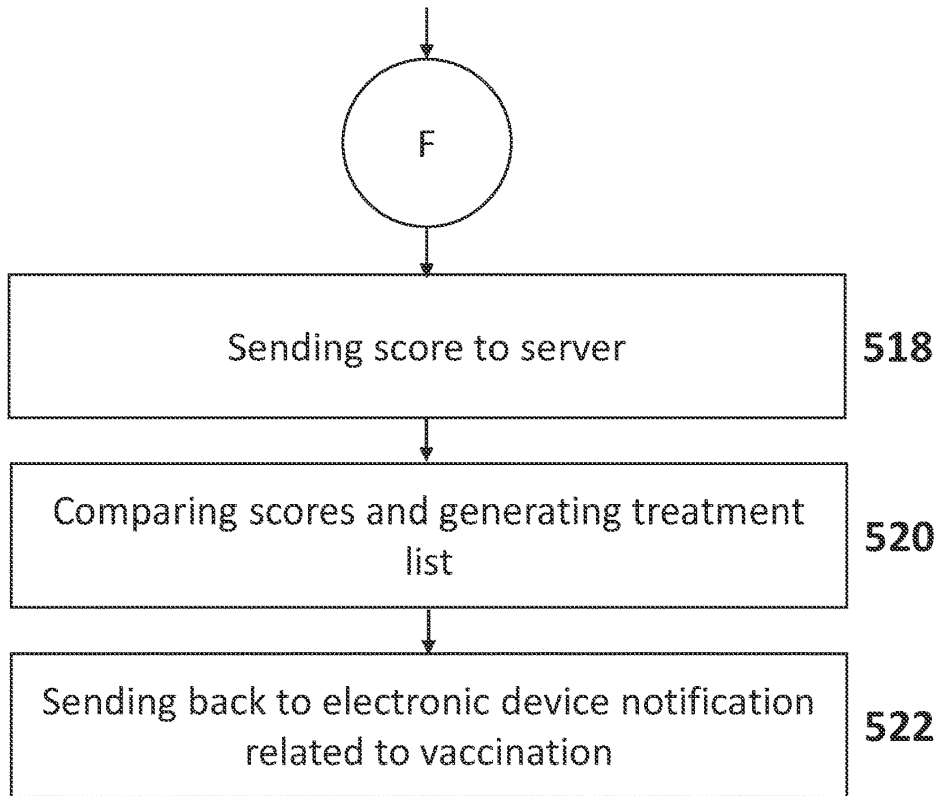 F
Sending score to server
518
Comparing scores and generating treatment
list
520
Sending back to electronic device notification
related to vaccination
522